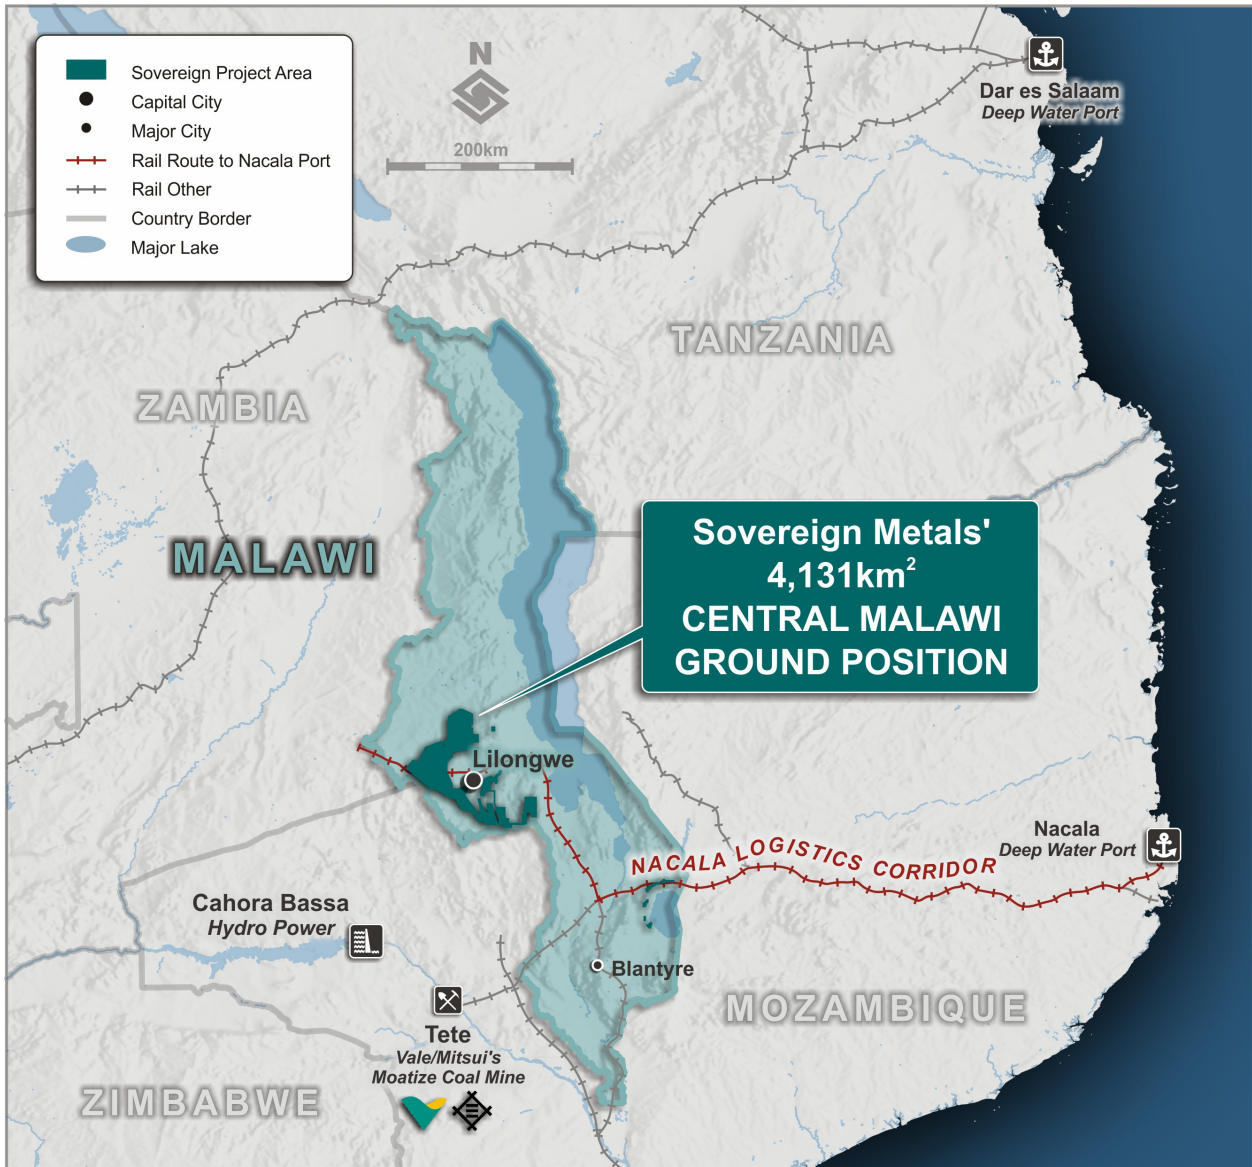 Sovereign Project Area
Capital City
Major City
Rail Route to Nacala Port
Rail Other
Country Border
Major Lake
N
200km
Dar es Salaam
Deep Water Port
TANZANIA
ZAMBIA
MALAWI
Sovereign Metals'
4,131km²
CENTRAL MALAWI
GROUND POSITION
Lilongwe
Nacala
Deep Water Port
NACALA LOGISTICS CORRIDOR
Cahora Bassa
Hydro Power
Blantyre
MOZAMBIQUE
Tete
Vale/Mitsui's
Moatize Coal Mine
ZIMBABWE